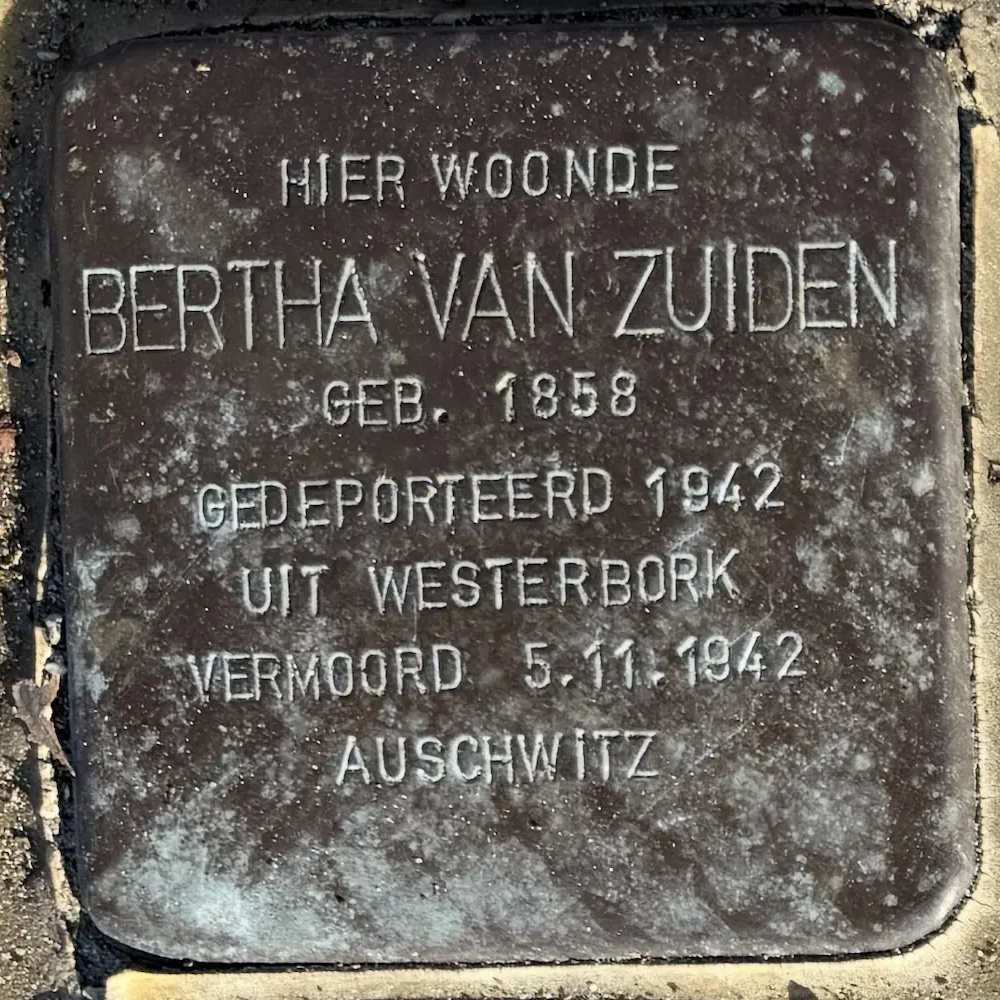 HIER WOONDE
BERTHA VAN ZUIDEN
GEB. 1858
GEDEPORTEERD 1942
UIT WESTERBORK
VERMOORD 5.11.1942
AUSCHWITZ